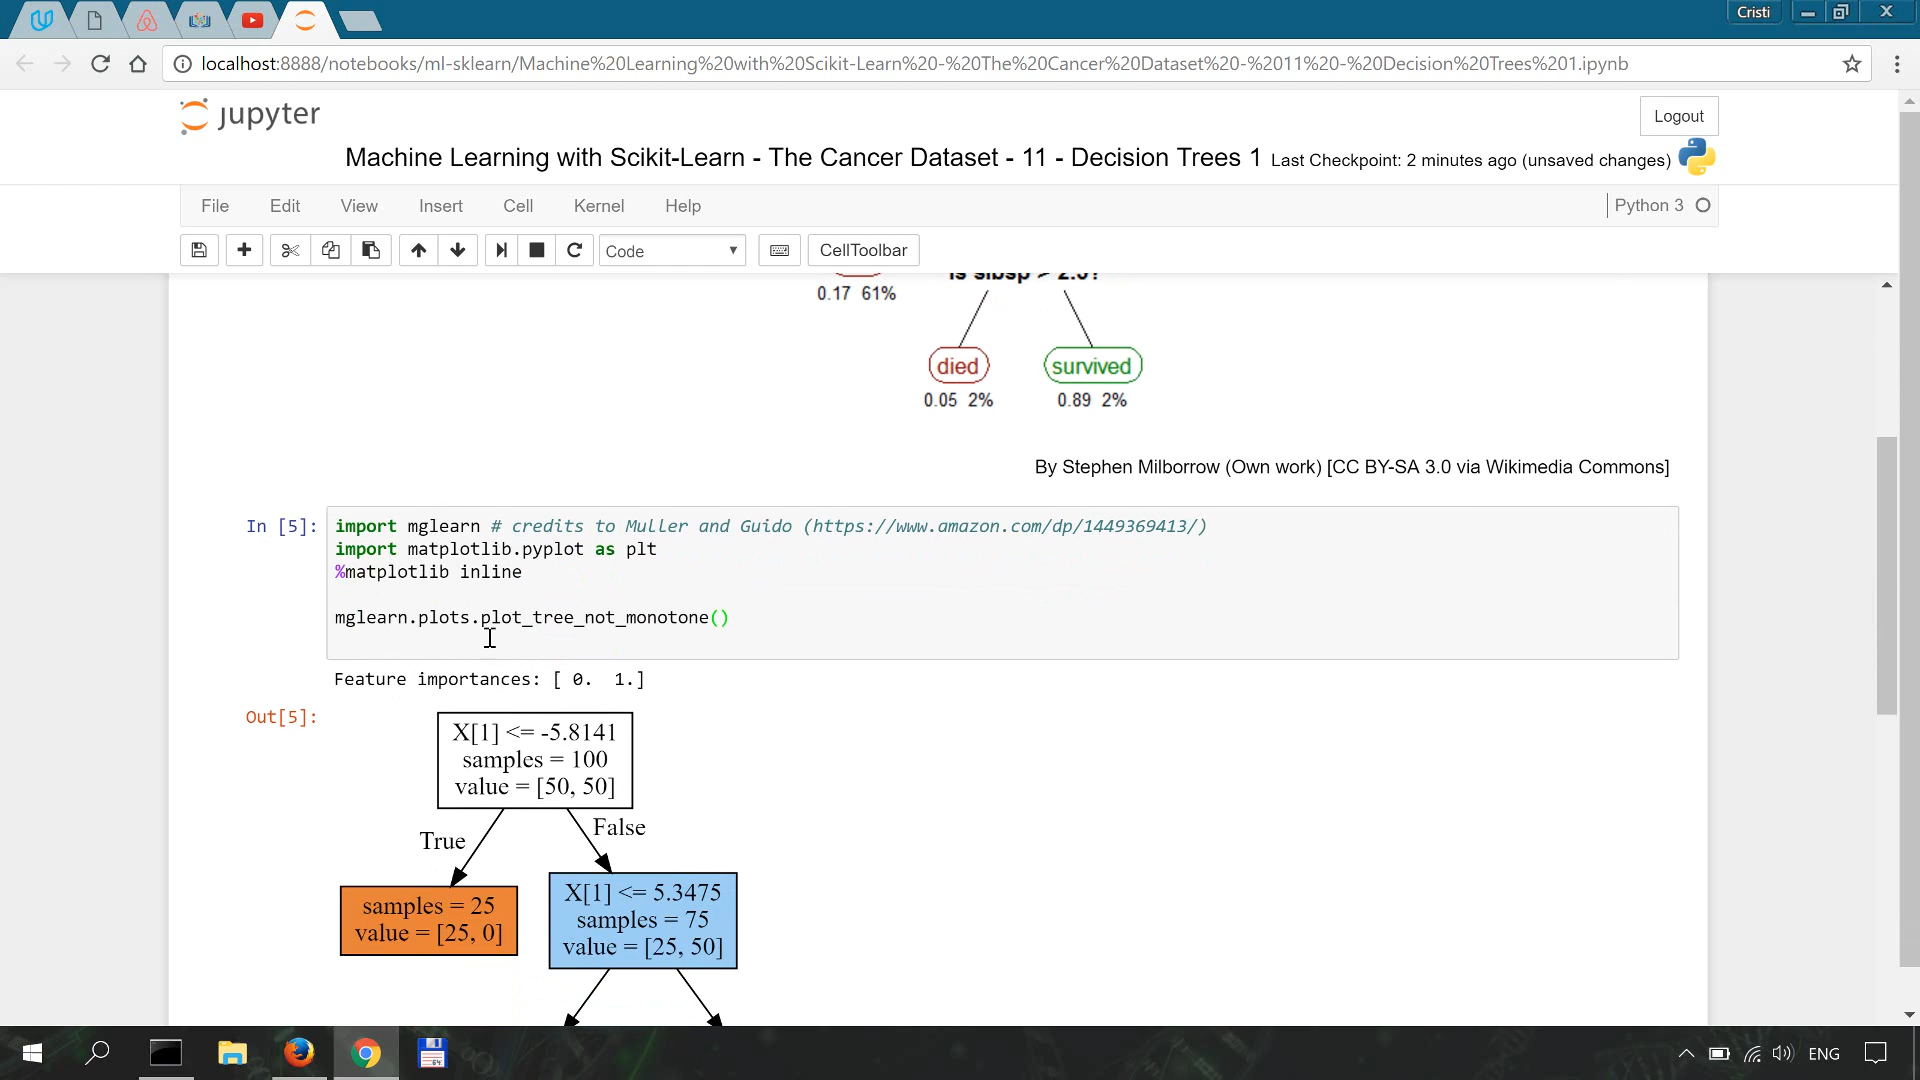 Cristi
localhost:8888/notebooks/ml-sklearn/Machine%20Learning%20with%20Scikit-Learn%20-%20The%20Cancer%20Dataset%20-%2011%20-%20Decision%20Trees%201.ipynb
jupyter
Logout
Machine Learning with Scikit-Learn - The Cancer Dataset - 11 - Decision Trees 1 Last Checkpoint: 2 minutes ago (unsaved changes)
File Edit View Insert Cell Kernel Help
Python 3
Code
CellToolbar
is sibsp > 2.5?
0.17 61%
died survived
0.05 2% 0.89 2%
By Stephen Milborrow (Own work) [CC BY-SA 3.0 via Wikimedia Commons]
In [5]: import mglearn # credits to Muller and Guido (https://www.amazon.com/dp/1449369413/)
import matplotlib.pyplot as plt
%matplotlib inline
mglearn.plots.plot_tree_not_monotone()
Feature importances: [ 0. 1.]
Out[5]:
X[1] <= -5.8141
samples = 100
value = [50, 50]
True False
samples = 25
value = [25, 0]
X[1] <= 5.3475
samples = 75
value = [25, 50]
ENG